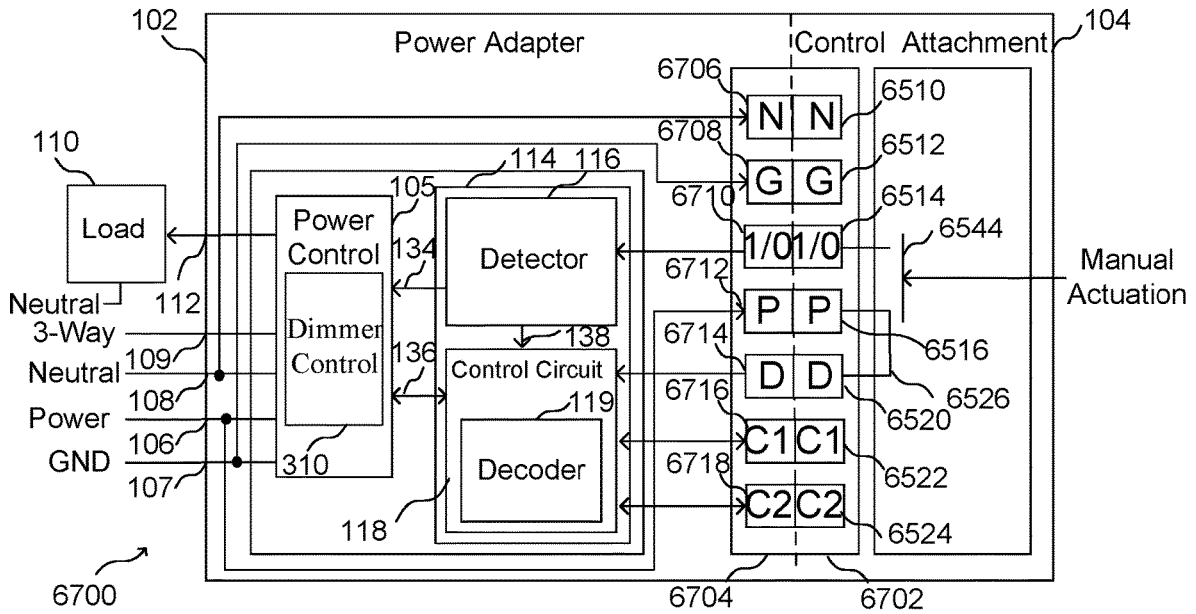 102
Power Adapter
Control Attachment
104
6706
N N
6510
6708
G G
6512
110
Load
Neutral
112
105
114
116
Power
Control
134
Detector
6710
1/0 1/0
6514
6544
Manual
Actuation
3-Way
109
Neutral
108
Power
106
GND
107
Dimmer
Control
310
136
138
Control Circuit
119
Decoder
118
6712
P P
6516
6714
D D
6520
6526
6716
C1 C1
6522
6718
C2 C2
6524
6700
6704
6702